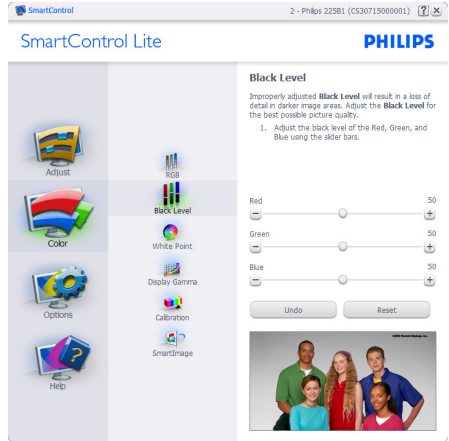 SmartControl
2 - Philips 225B1 (CS30715000001)
?
SmartControl Lite
PHILIPS
Adjust
Color
Options
Help
RGB
Black Level
White Point
Display Gamma
Calibration
SmartImage
Black Level
Improperly adjusted Black Level will result in a loss of
detail in darker image areas. Adjust the Black Level for
the best possible picture quality.
1. Adjust the black level of the Red, Green, and
Blue using the slider bars.
Red 50
Green 50
Blue 50
Undo
Reset